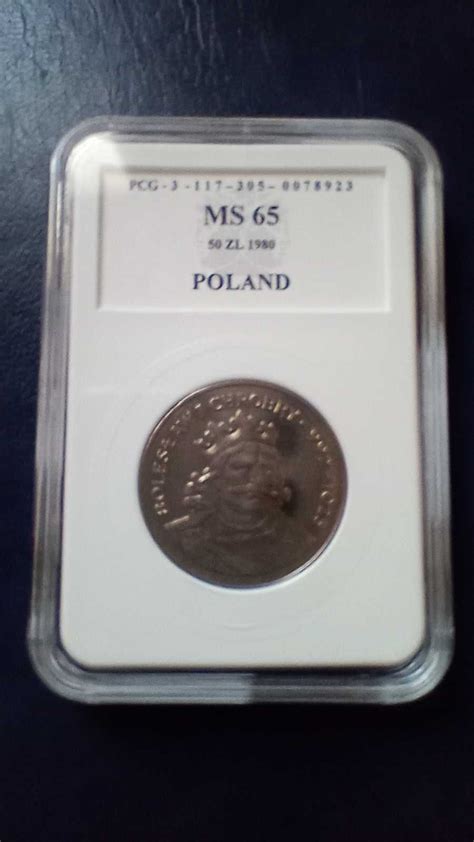 PCG - 3 - 117 - 305 - 0078923
MS 65
50 ZL 1980
POLAND